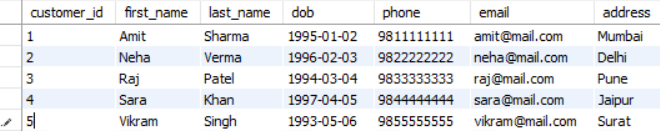 customer_id first_name last_name dob phone email address
1 Amit Sharma 1995-01-02 9811111111 amit@mail.com Mumbai
2 Neha Verma 1996-02-03 9822222222 neha@mail.com Delhi
3 Raj Patel 1994-03-04 9833333333 raj@mail.com Pune
4 Sara Khan 1997-04-05 9844444444 sara@mail.com Jaipur
5 Vikram Singh 1993-05-06 9855555555 vikram@mail.com Surat